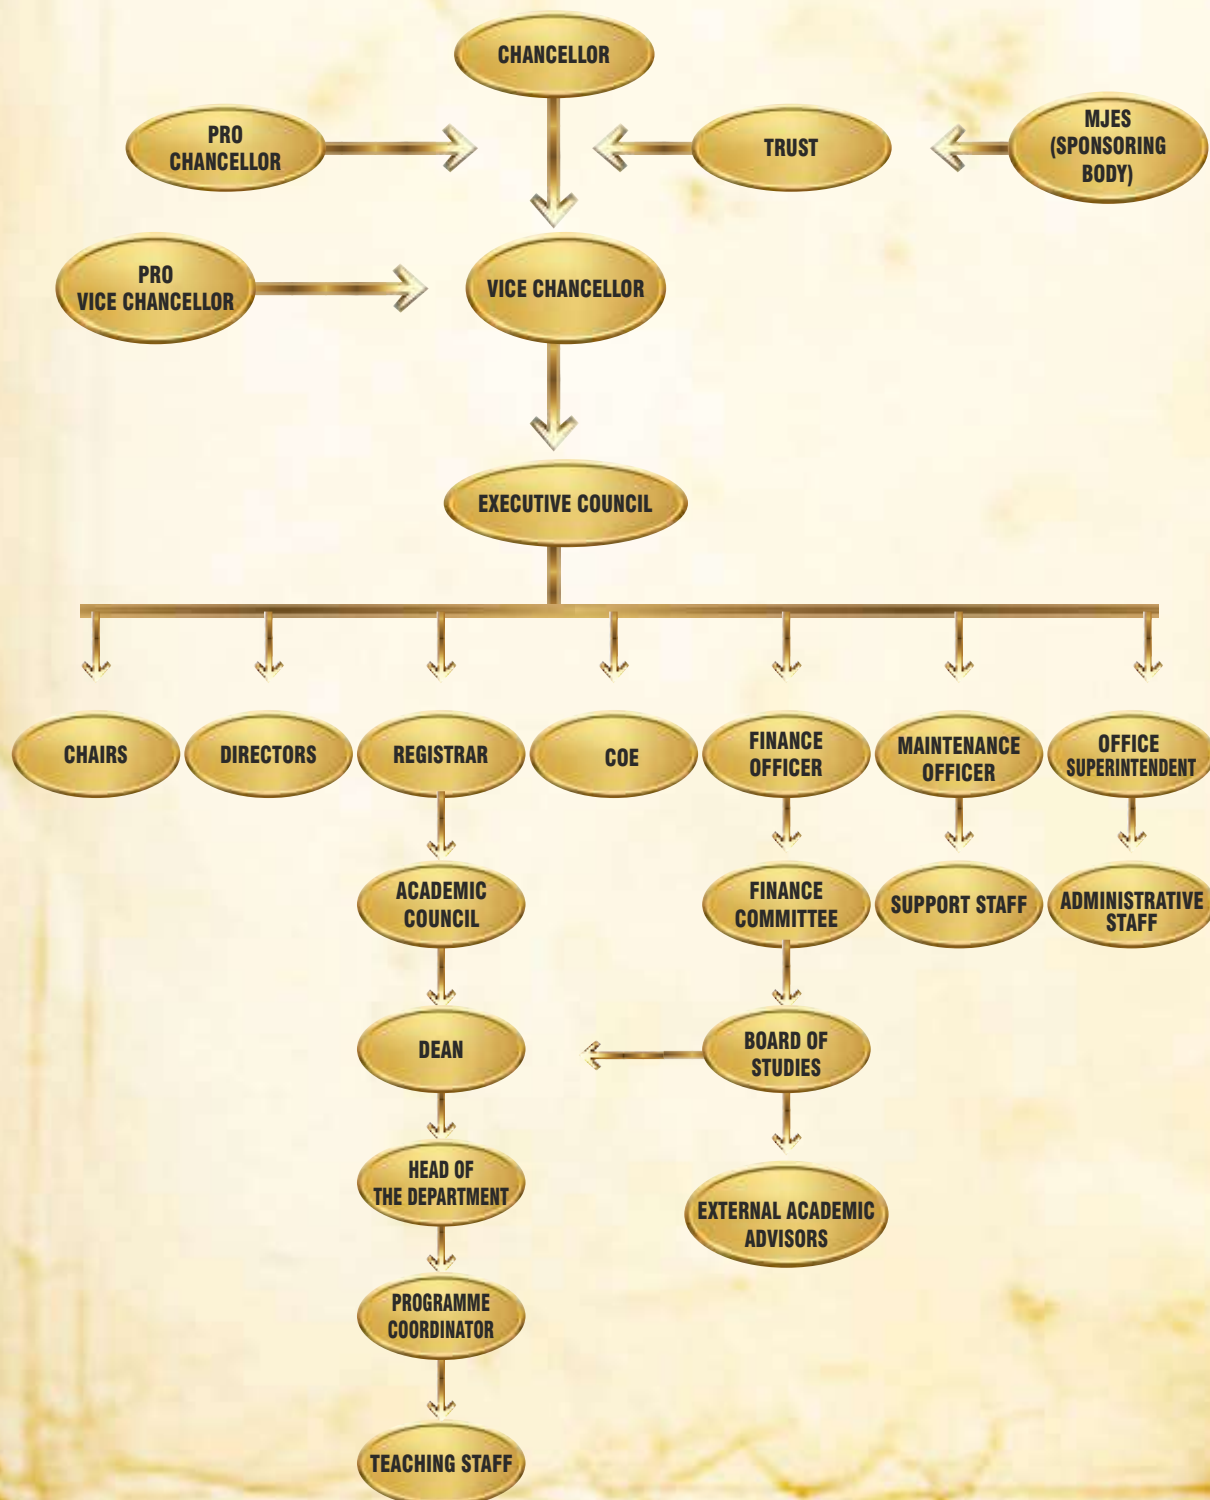 CHANCELLOR
PRO
CHANCELLOR
TRUST
MJES
(SPONSORING
BODY)
PRO
VICE CHANCELLOR
VICE CHANCELLOR
EXECUTIVE COUNCIL
CHAIRS
DIRECTORS
REGISTRAR
COE
FINANCE
OFFICER
MAINTENANCE
OFFICER
OFFICE
SUPERINTENDENT
ACADEMIC
COUNCIL
FINANCE
COMMITTEE
SUPPORT STAFF
ADMINISTRATIVE
STAFF
DEAN
BOARD OF
STUDIES
HEAD OF
THE DEPARTMENT
EXTERNAL ACADEMIC
ADVISORS
PROGRAMME
COORDINATOR
TEACHING STAFF